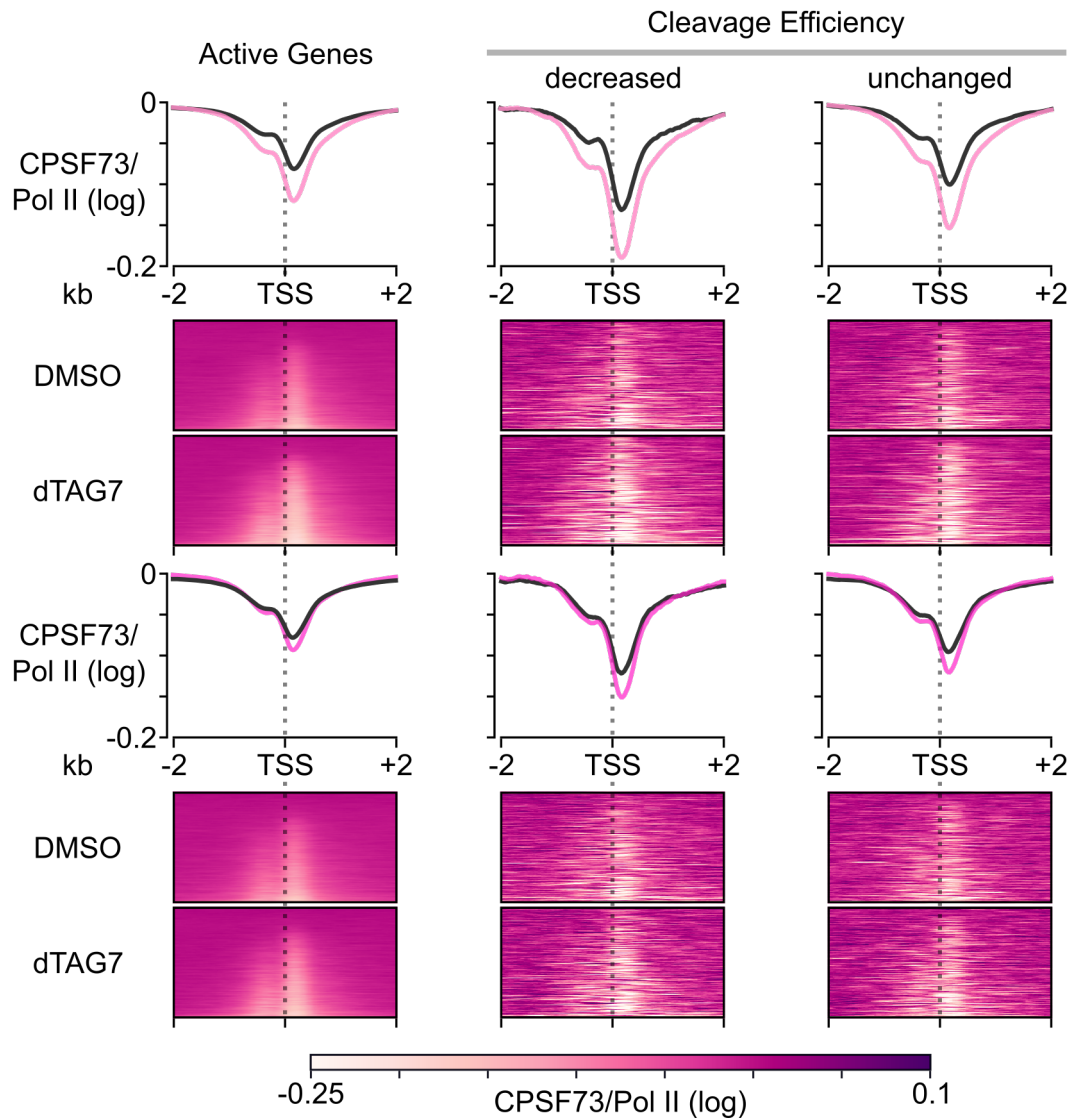 Cleavage Efficiency
Active Genes
decreased
unchanged
0
CPSF73/
Pol II (log)
-0.2
kb
-2
TSS
+2
-2
TSS
+2
-2
TSS
+2
DMSO
dTAG7
0
CPSF73/
Pol II (log)
-0.2
kb
-2
TSS
+2
-2
TSS
+2
-2
TSS
+2
DMSO
dTAG7
-0.25
CPSF73/Pol II (log)
0.1